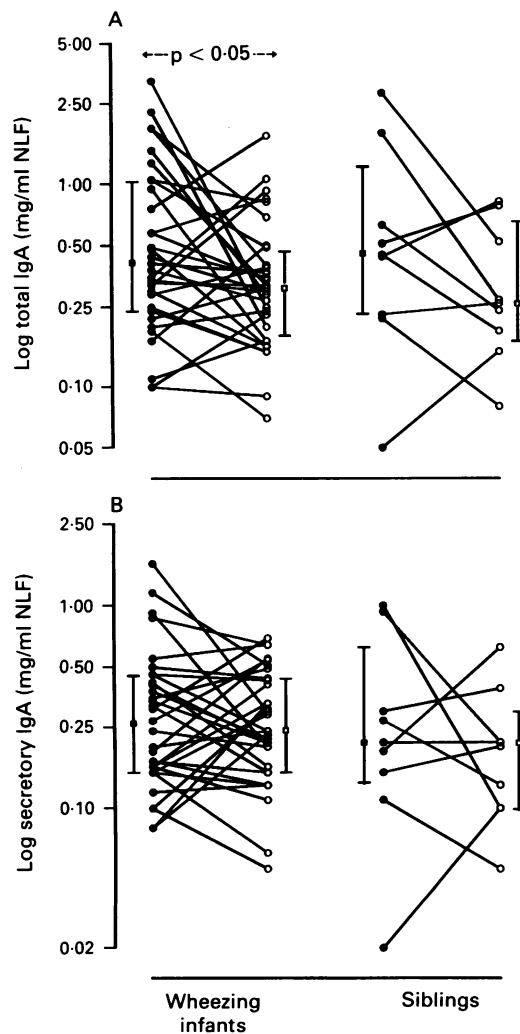 A
5·00
2·50
1·00
0·50
0·25
0·10
0·05
Log total IgA (mg/ml NLF)
p < 0·05
B
2·50
1·00
0·50
0·25
0·10
0·02
Log secretory IgA (mg/ml NLF)
Wheezing
infants
Siblings